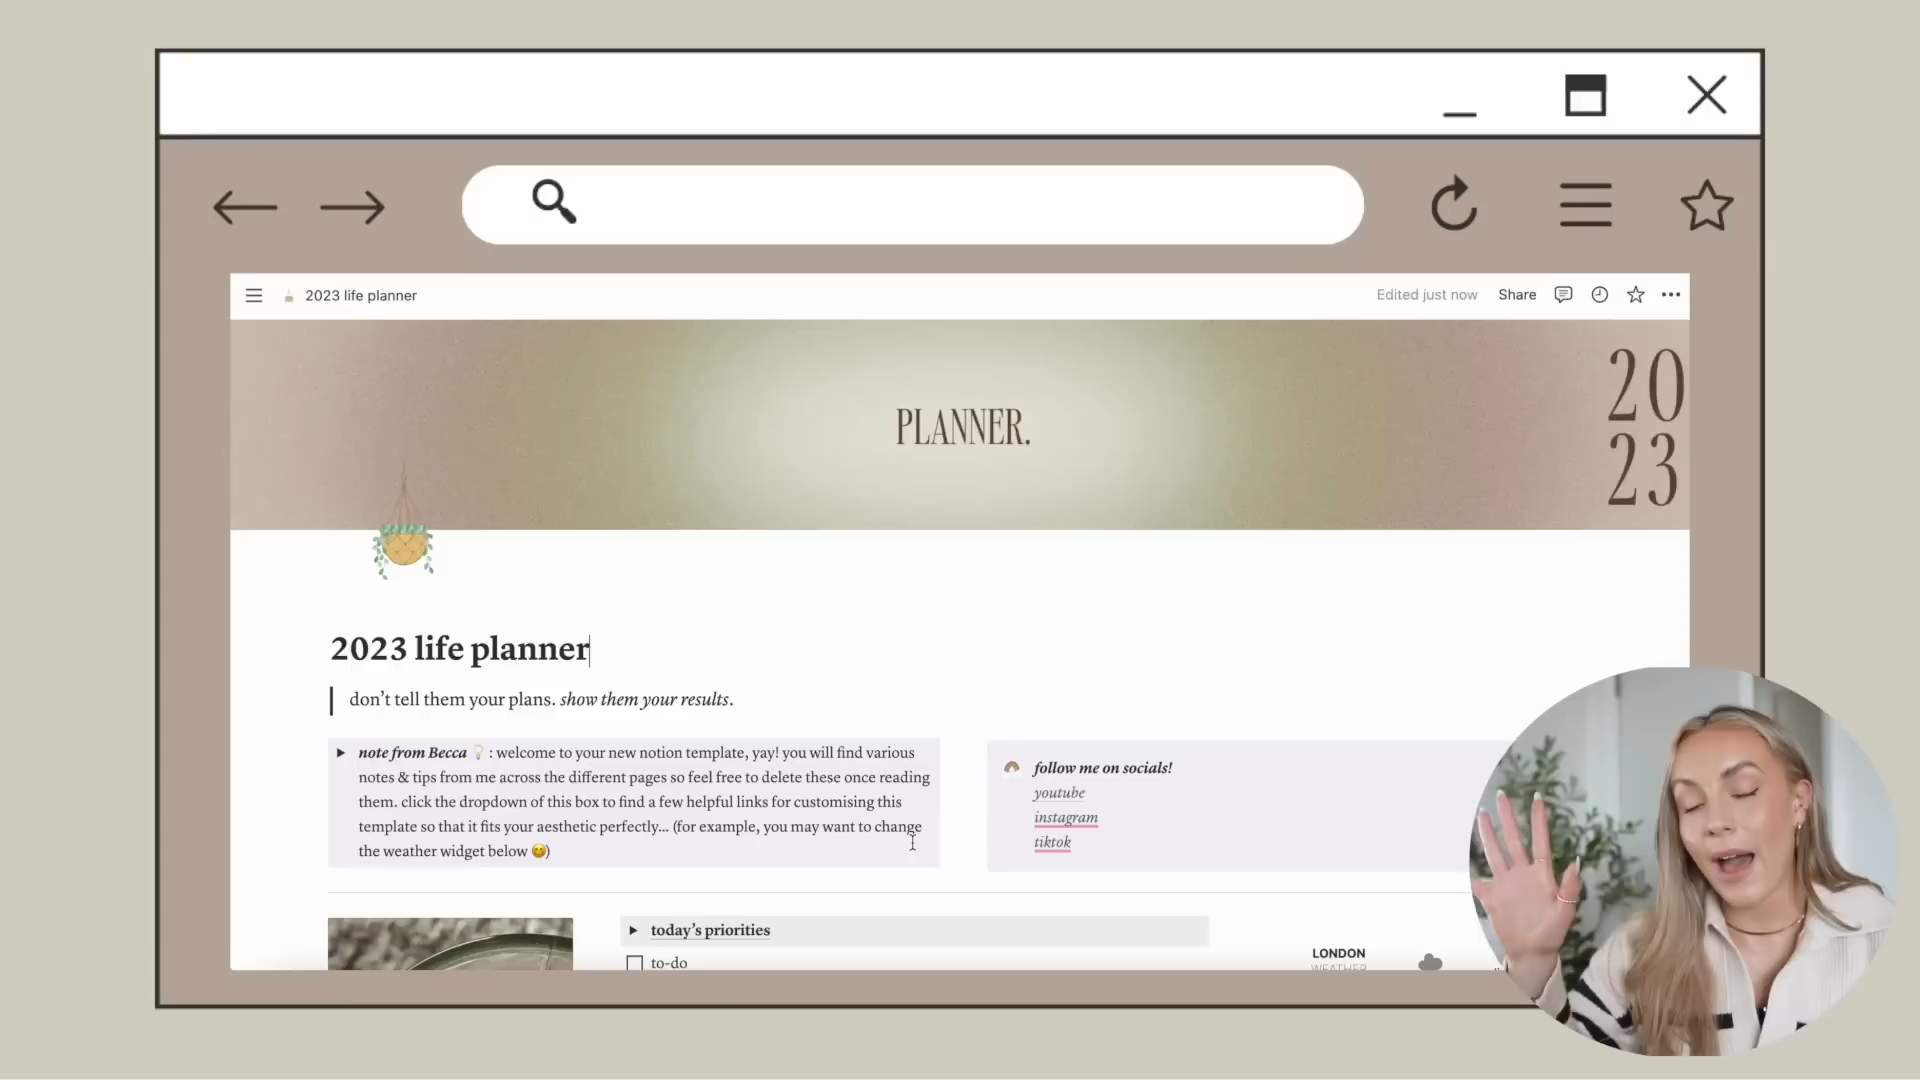 2023 life planner
Edited just now
Share
PLANNER.
20
23
2023 life planner
don’t tell them your plans. show them your results.
note from Becca 💡 : welcome to your new notion template, yay! you will find various
notes & tips from me across the different pages so feel free to delete these once reading
them. click the dropdown of this box to find a few helpful links for customising this
template so that it fits your aesthetic perfectly... (for example, you may want to change
the weather widget below 😄)
follow me on socials!
youtube
instagram
tiktok
today’s priorities
to-do
LONDON
WEATHER